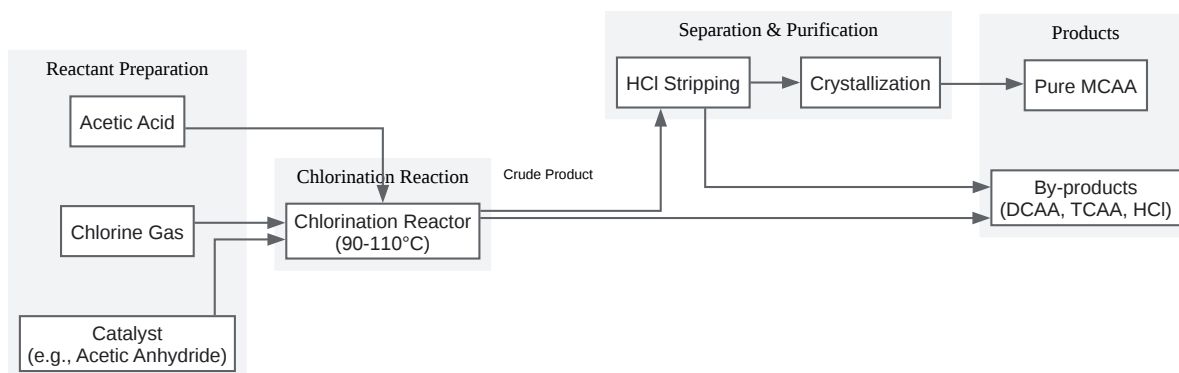 Reactant Preparation
Acetic Acid
Chlorine Gas
Catalyst
(e.g., Acetic Anhydride)
Chlorination Reaction
Chlorination Reactor
(90-110°C)
Crude Product
Separation & Purification
HCl Stripping
Crystallization
Products
Pure MCAA
By-products
(DCAA, TCAA, HCl)